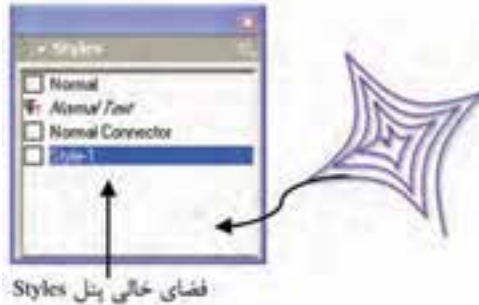 Styles
Normal
Normal Text
Normal Connector
Style-1
فضای خالی پنل Styles